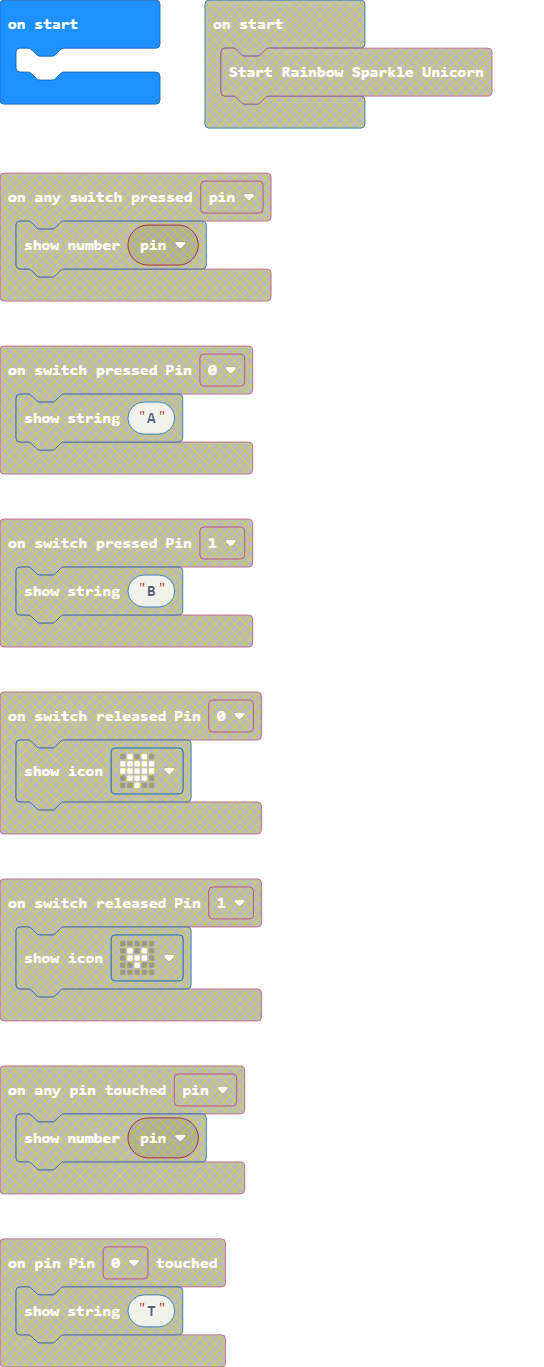 on start
on start
Start Rainbow Sparkle Unicorn
on any switch pressed pin
show number pin
on switch pressed Pin 0
show string "A"
on switch pressed Pin 1
show string "B"
on switch released Pin 0
show icon
on switch released Pin 1
show icon
on any pin touched pin
show number pin
on pin Pin 0 touched
show string "T"